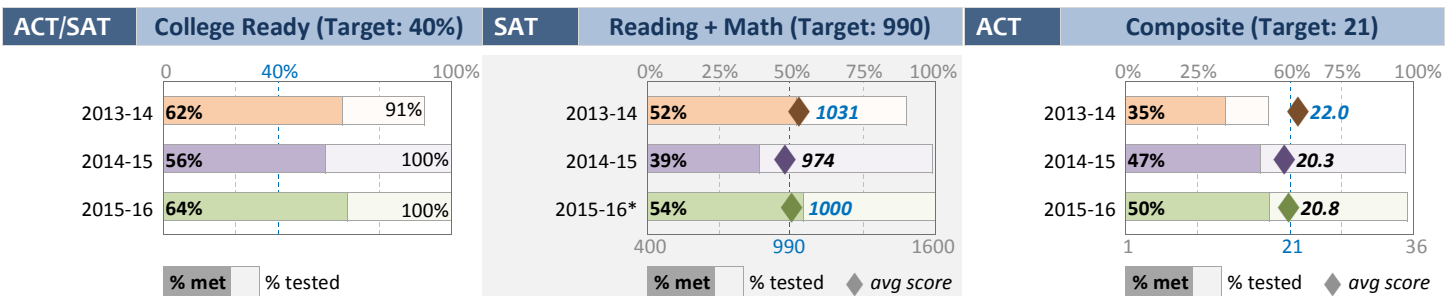 ACT/SAT College Ready (Target: 40%)
0 40% 100%
2013-14 62% 91%
2014-15 56% 100%
2015-16 64% 100%
% met % tested
SAT Reading + Math (Target: 990)
0% 25% 50% 75% 100%
2013-14 52% 1031
2014-15 39% 974
2015-16* 54% 1000
400 990 1600
% met % tested avg score
ACT Composite (Target: 21)
0% 25% 60% 75% 100%
2013-14 35% 22.0
2014-15 47% 20.3
2015-16 50% 20.8
1 21 36
% met % tested avg score